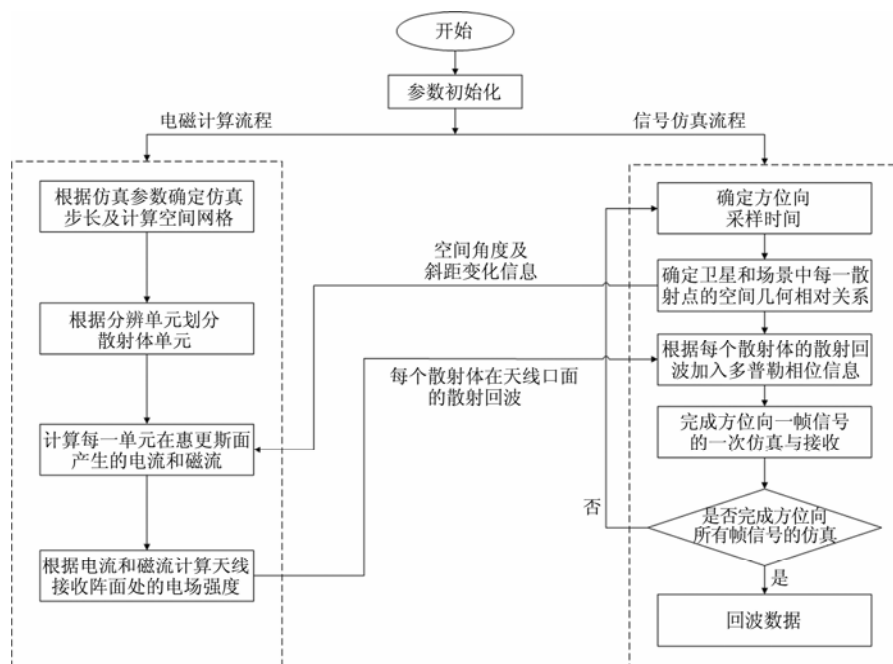 开始
参数初始化
电磁计算流程
信号仿真流程
根据仿真参数确定仿真
步长及计算空间网格
根据分辨单元划分
散射体单元
计算每一单元在惠更斯面
产生的电流和磁流
根据电流和磁流计算天线
接收阵面处的电场强度
空间角度及
斜距变化信息
每个散射体在天线口面
的散射回波
确定方位向
采样时间
确定卫星和场景中每一散
射点的空间几何相对关系
根据每个散射体的散射回
波加入多普勒相位信息
完成方位向一帧信号
的一次仿真与接收
否
是否完成方位向
所有帧信号的仿真
是
回波数据